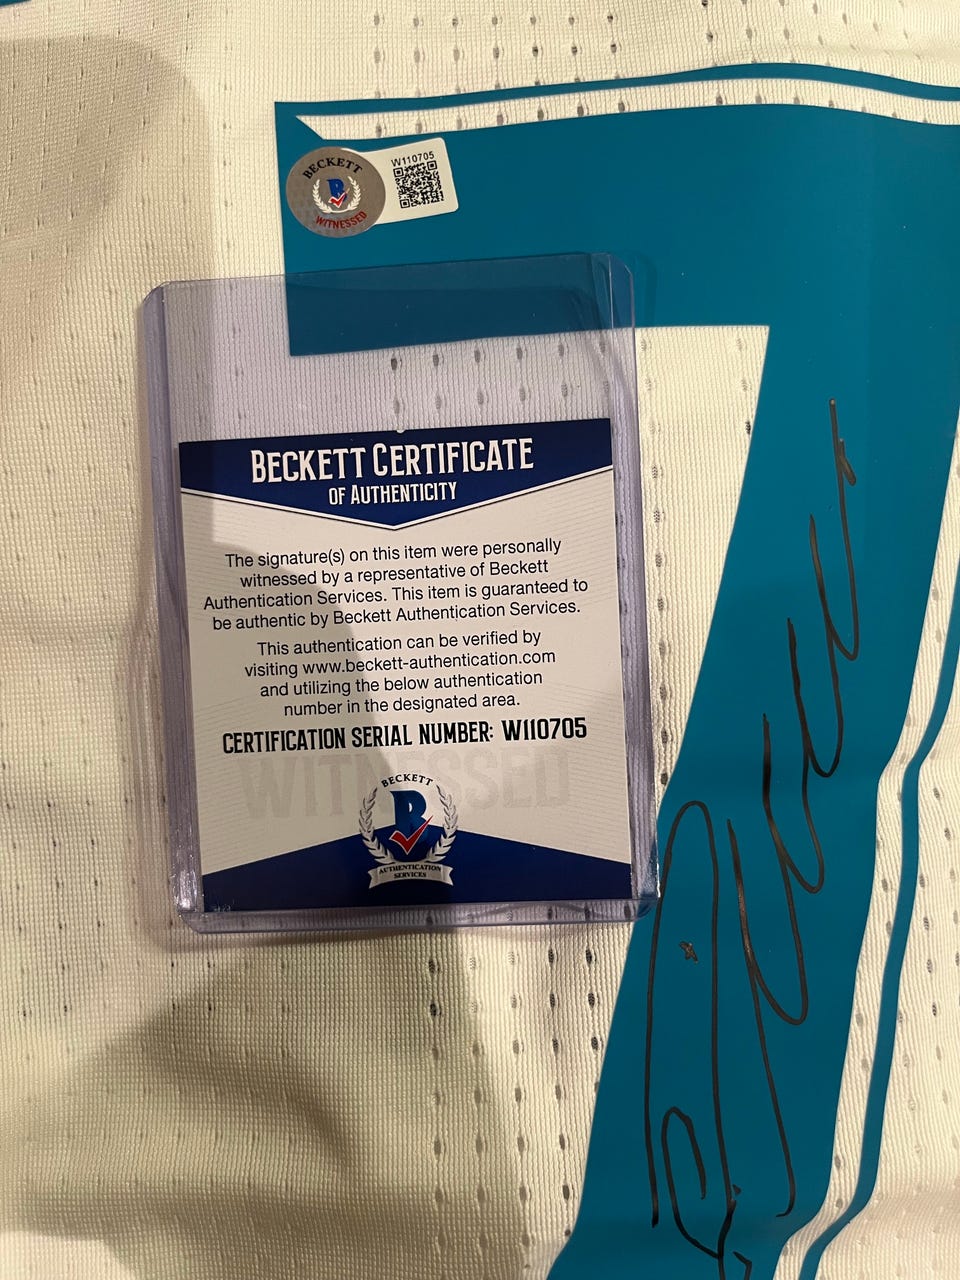 BECKETT
WITNESSED
W110705
BECKETT CERTIFICATE
OF AUTHENTICITY
The signature(s) on this item were personally
witnessed by a representative of Beckett
Authentication Services. This item is guaranteed to
be authentic by Beckett Authentication Services.
This authentication can be verified by
visiting www.beckett-authentication.com
and utilizing the below authentication
number in the designated area.
CERTIFICATION SERIAL NUMBER: W110705
WITNESSED
BECKETT
B
AUTHENTICATION
SERVICES
7